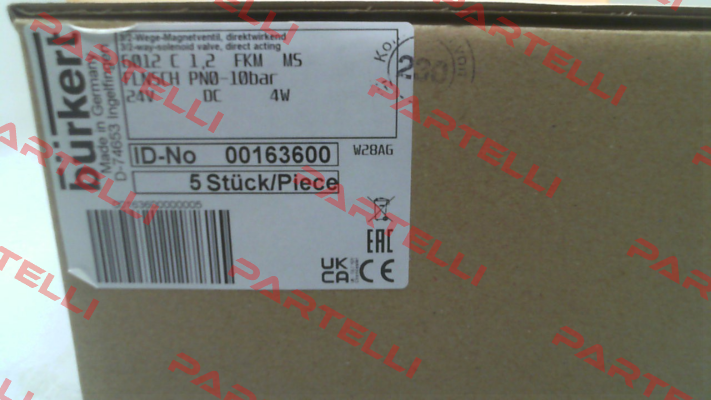 bürkert
Made in Germany
D-74653 Ingelfingen
3/2-Wege-Magnetventil, direktwirkend
3/2-way-solenoid valve, direct acting
6012 C 1,2 FKM MS
FLNSCH PN0-10bar
24V DC 4W
ID-No 00163600
W28AG
5 Stück/Piece
EAC
UK
CA CE
230
PARTELLI
PARTELLI
PARTELLI
PARTELLI
PARTELLI
PARTELLI
PARTELLI